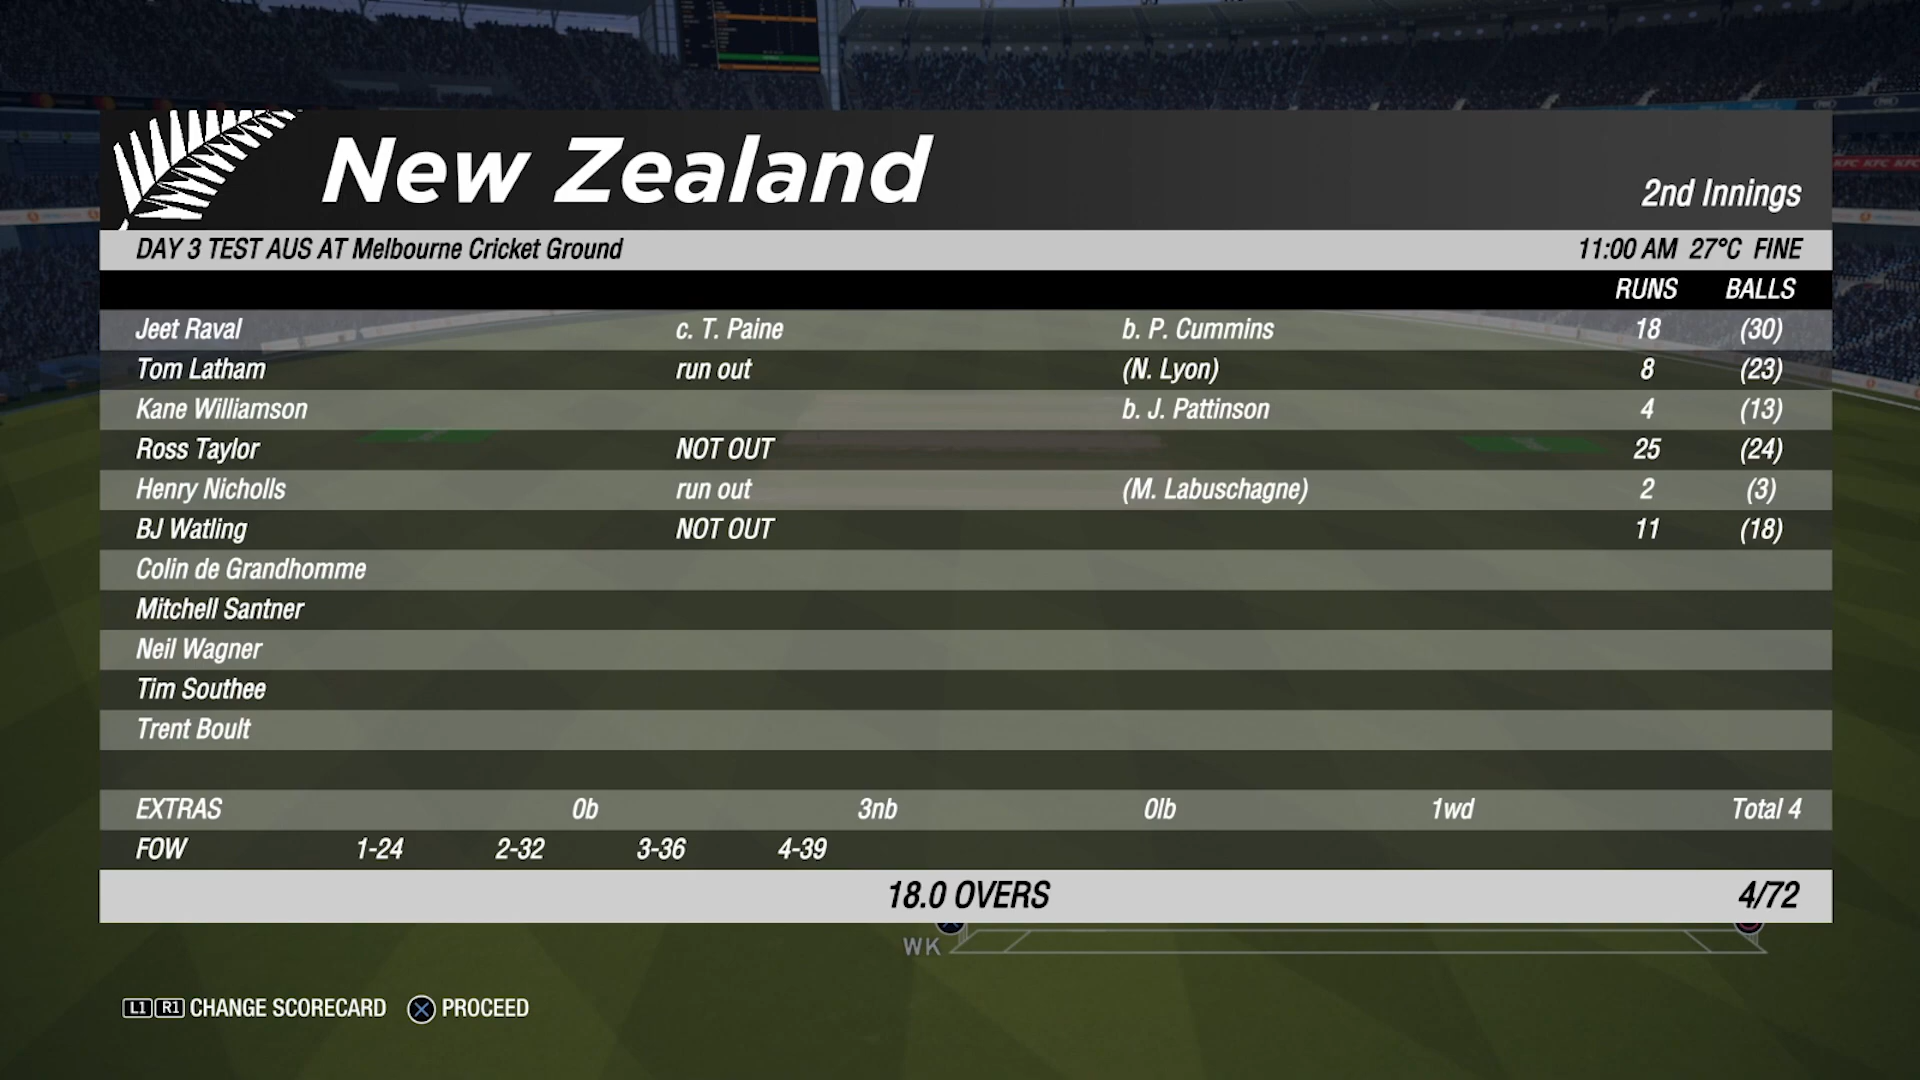 New Zealand
2nd Innings
DAY 3 TEST AUS AT Melbourne Cricket Ground 11:00 AM 27°C FINE
RUNS BALLS
Jeet Raval c. T. Paine b. P. Cummins 18 (30)
Tom Latham run out (N. Lyon) 8 (23)
Kane Williamson b. J. Pattinson 4 (13)
Ross Taylor NOT OUT 25 (24)
Henry Nicholls run out (M. Labuschagne) 2 (3)
BJ Watling NOT OUT 11 (18)
Colin de Grandhomme
Mitchell Santner
Neil Wagner
Tim Southee
Trent Boult
EXTRAS 0b 3nb 0lb 1wd Total 4
FOW 1-24 2-32 3-36 4-39
18.0 OVERS 4/72
WK
L1 R1 CHANGE SCORECARD PROCEED
KFC KFC KFC